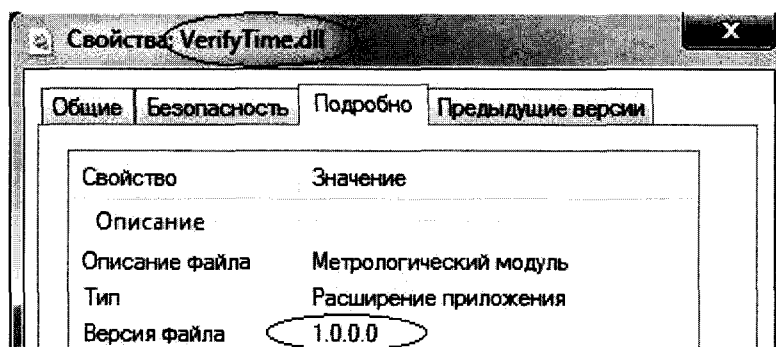 Свойства: VerifyTime.dll
X
Общие Безопасность Подробно Предыдущие версии
Свойство Значение
Описание
Описание файла Метрологический модуль
Тип Расширение приложения
Версия файла 1.0.0.0